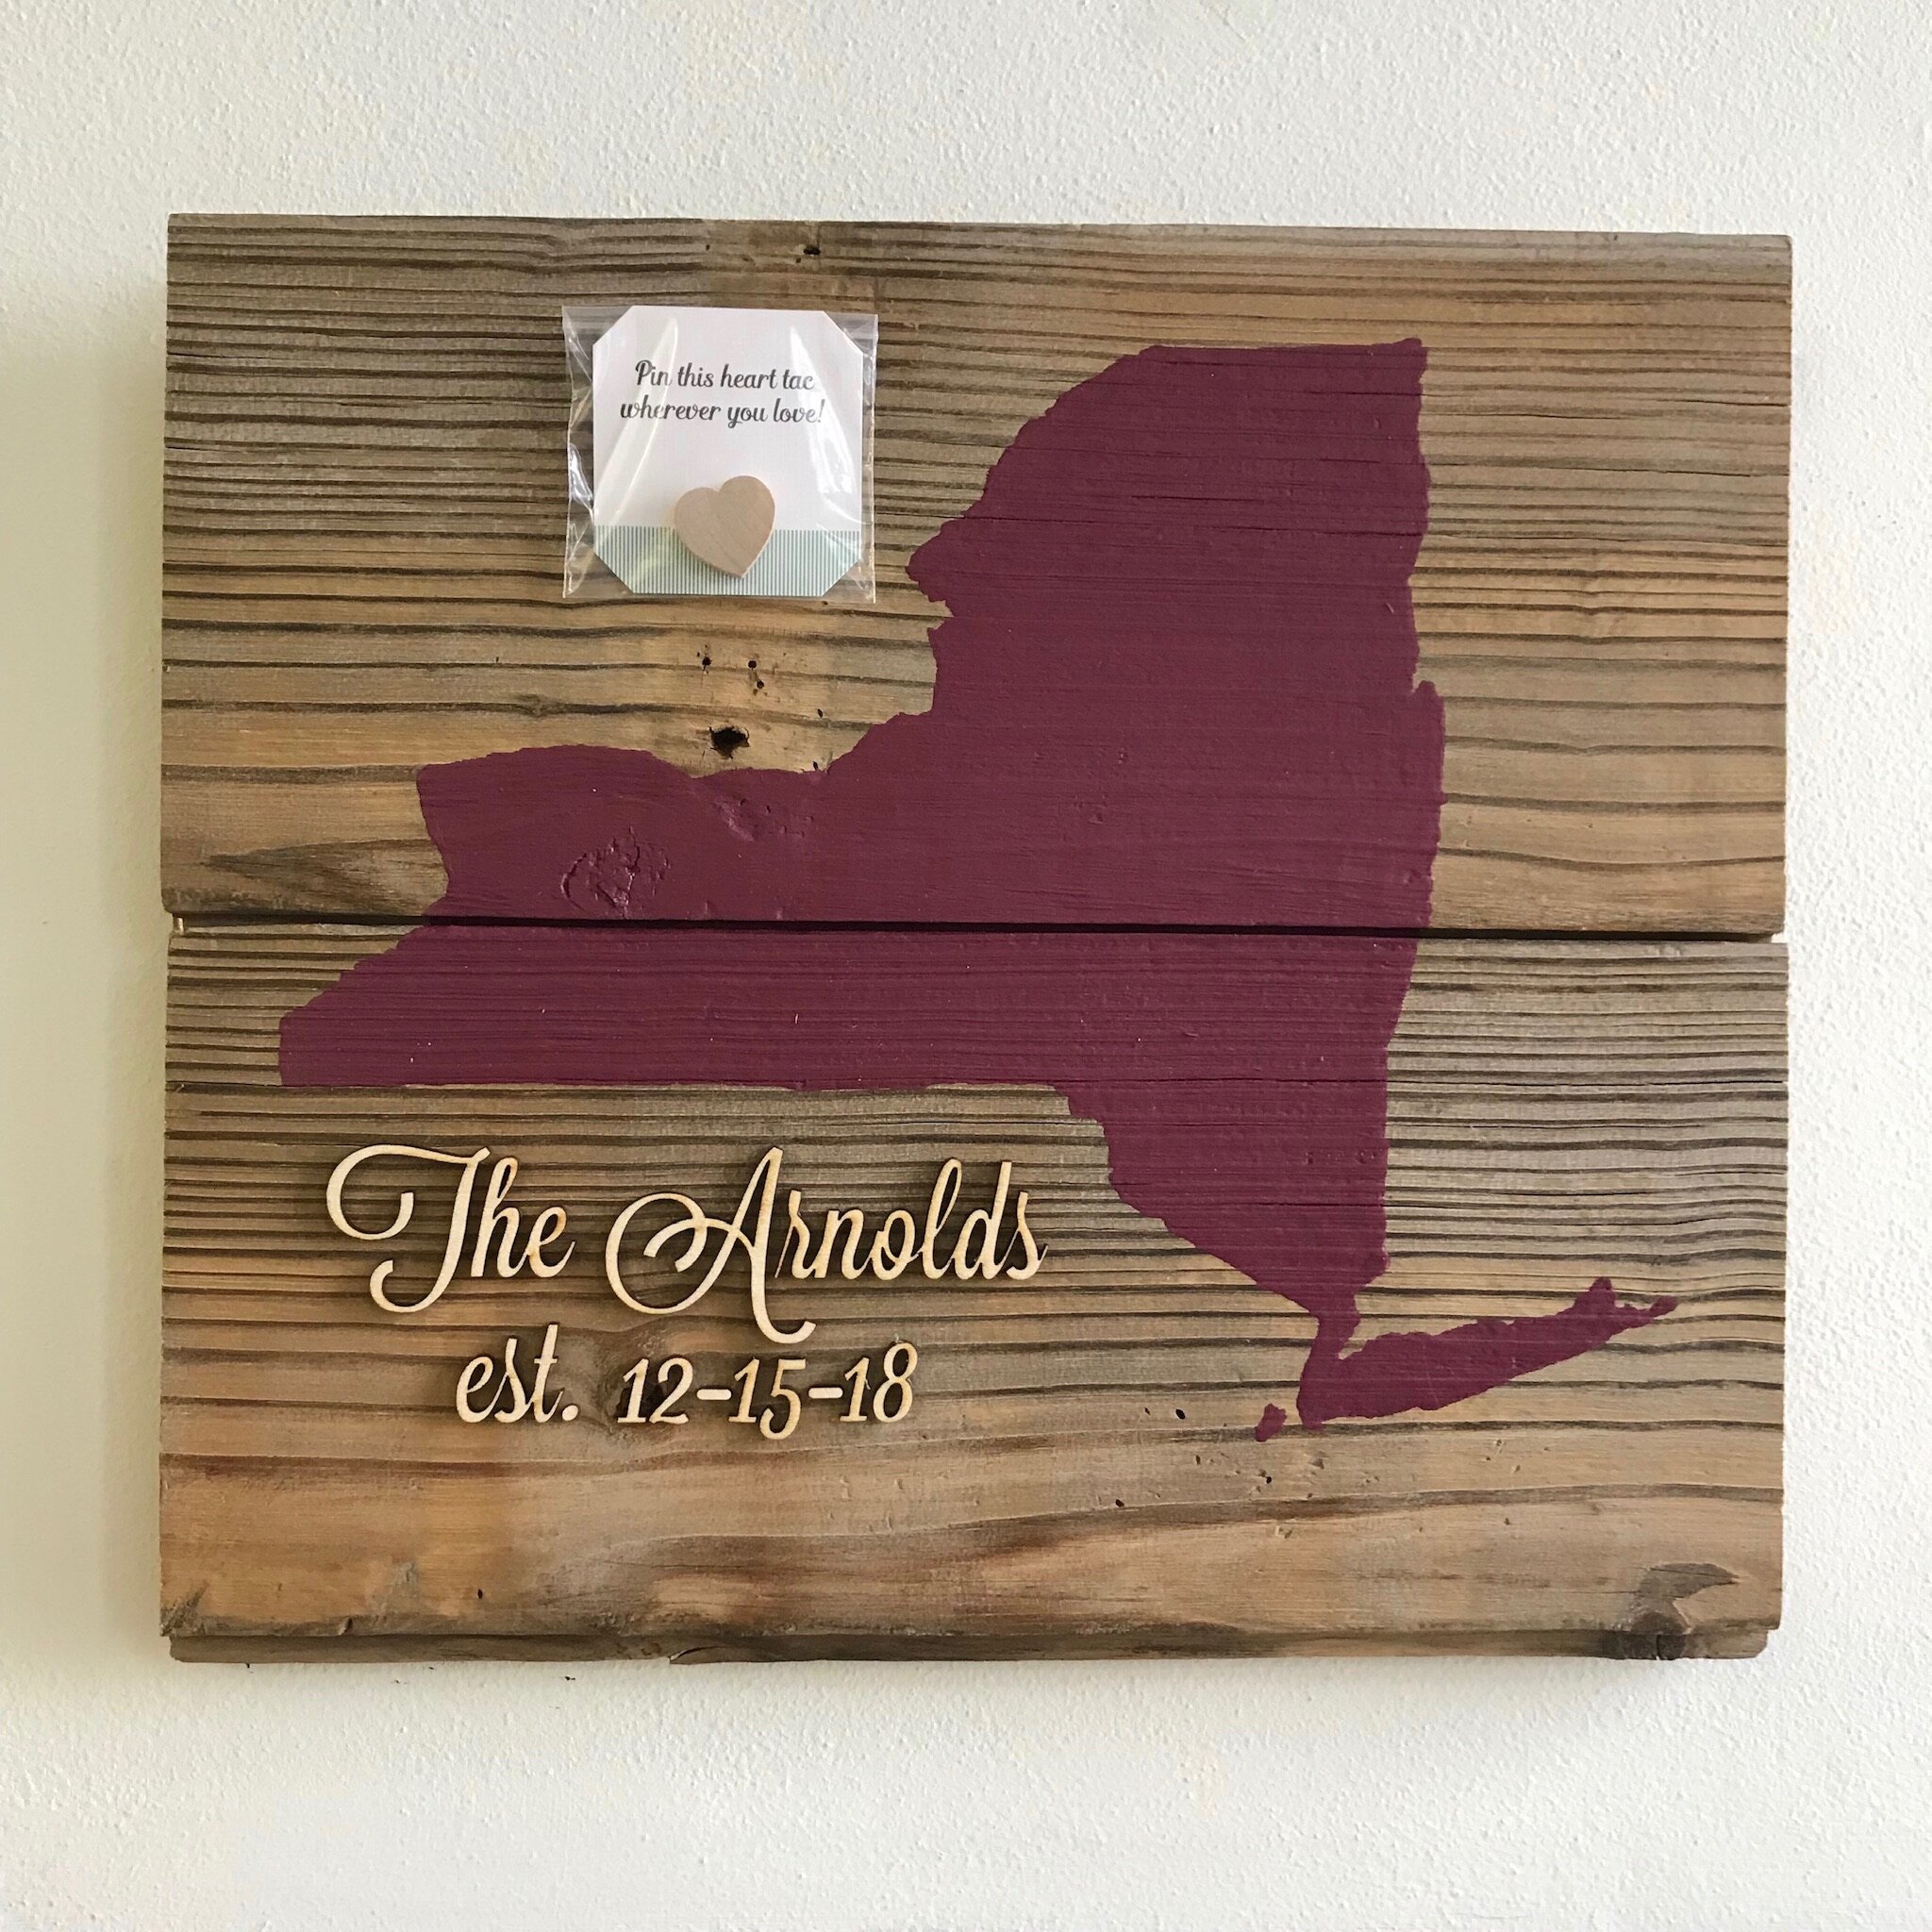 Pin this heart tac
wherever you love!
The Arnolds
est. 12-15-18